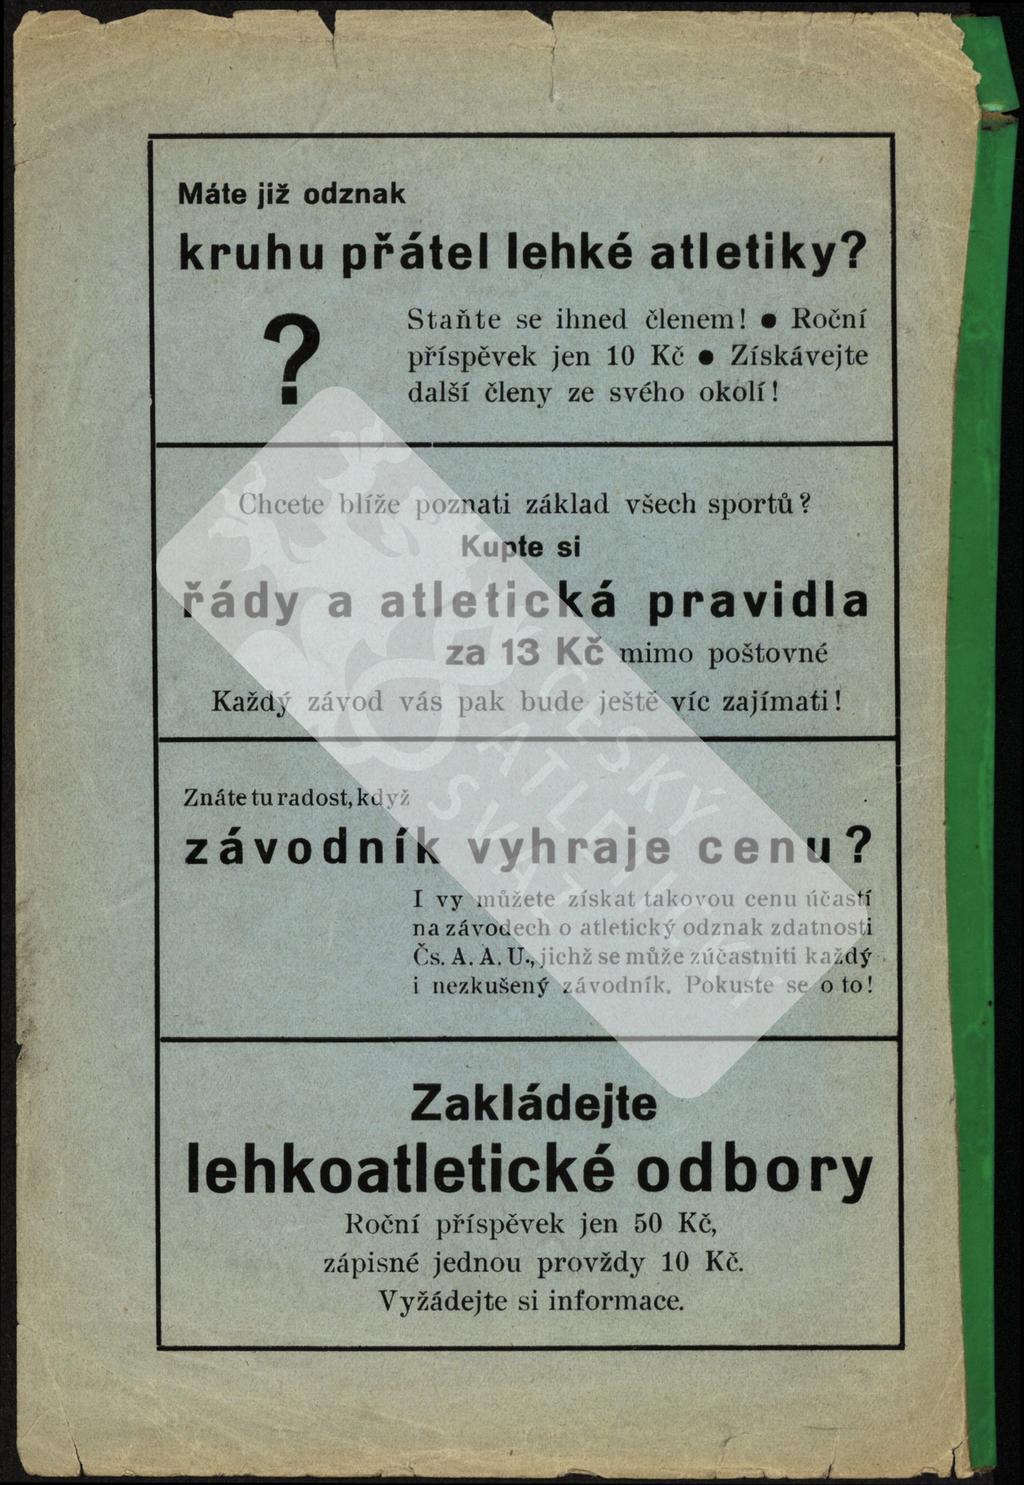 Máte již odznak
kruhu přátel lehké atletiky?
?
Staňte se ihned členem! • Roční
příspěvek jen 10 Kč • Získávejte
další členy ze svého okolí!
Chcete blíže poznati základ všech sportů?
Kupte si
řády a atletická pravidla
za 13 Kč mimo poštovné
Každý závod vás pak bude ještě víc zajímati!
Znáte tu radost, když
závodník vyhraje cenu?
I vy můžete získat takovou cenu účastí
na závodech o atletický odznak zdatnosti
Čs. A. A. U., jichž se může zúčastniti každý
i nezkušený závodník. Pokuste se o to!
Zakládejte
lehkoatletické odbory
Roční příspěvek jen 50 Kč,
zápisné jednou provždy 10 Kč.
Vyžádejte si informace.
ČESKÝ
ATLETICKÝ
SVAZ